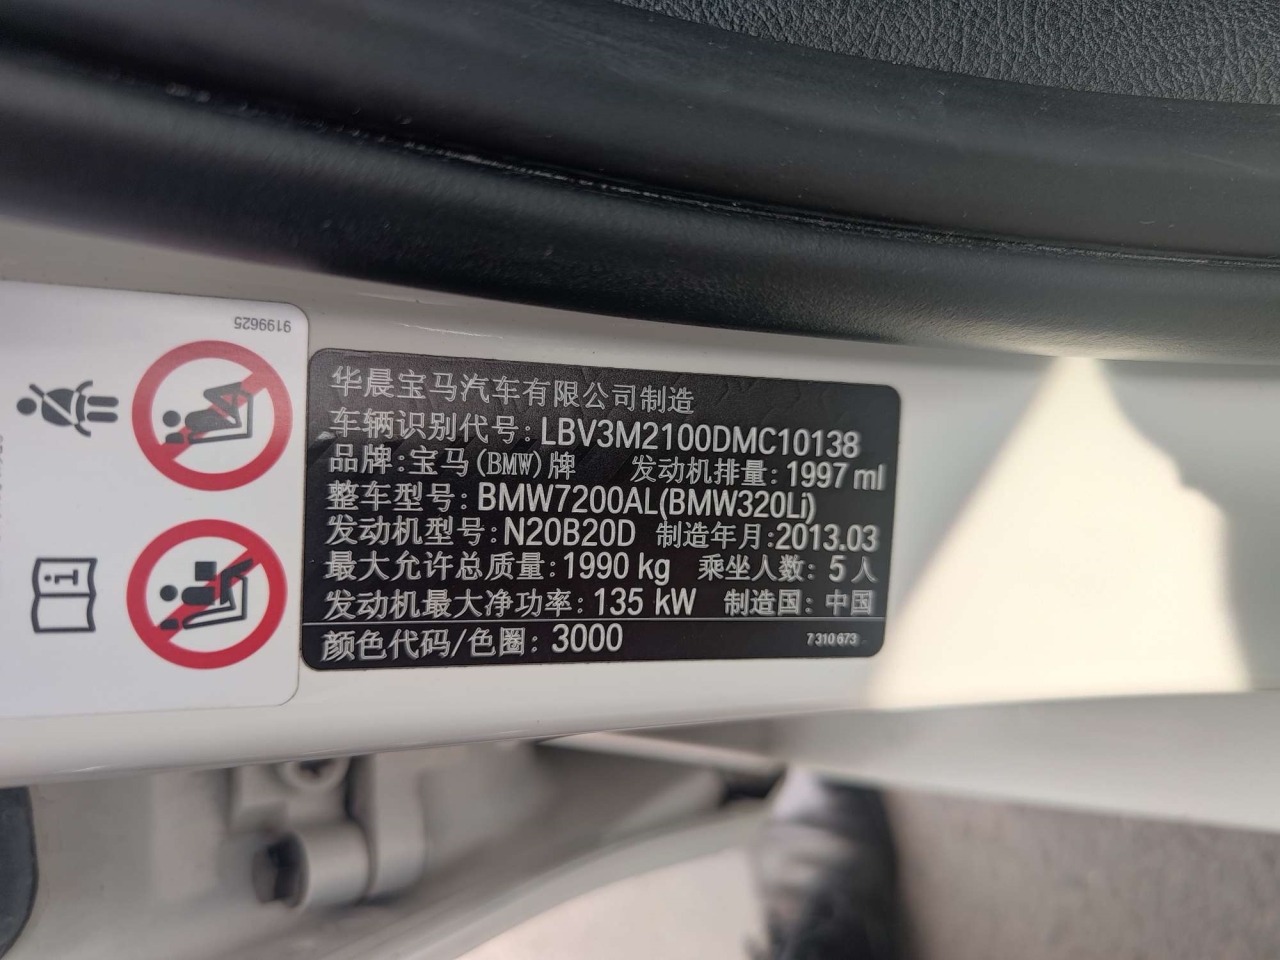 9199625
华晨宝马汽车有限公司制造
车辆识别代号: LBV3M2100DMC10138
品牌: 宝马(BMW)牌 发动机排量: 1997 ml
整车型号: BMW7200AL(BMW320Li)
发动机型号: N20B20D 制造年月: 2013.03
最大允许总质量: 1990 kg 乘坐人数: 5人
发动机最大净功率: 135 kW 制造国: 中国
颜色代码/色圈: 3000 7 310 673